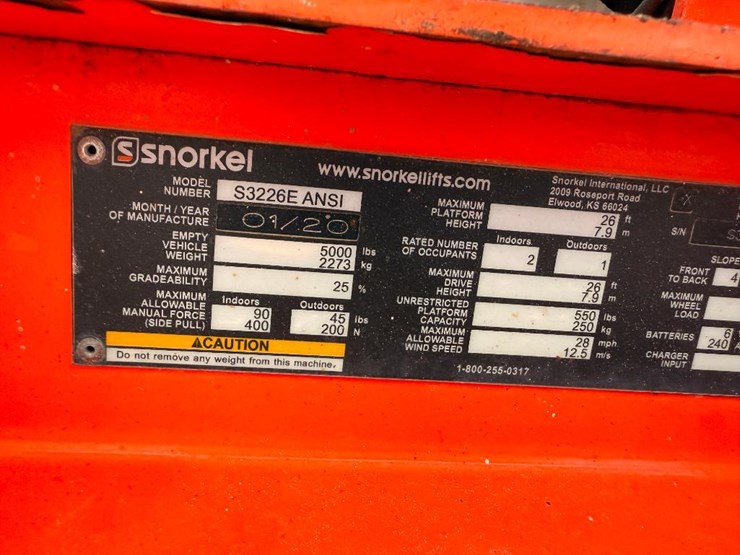 snorkel
www.snorkellifts.com
Snorkel International, LLC
2009 Roseport Road
Elwood, KS 66024
X
MODEL NUMBER S3226E ANSI
MONTH / YEAR OF MANUFACTURE 01/20
EMPTY VEHICLE WEIGHT 5000 lbs
2273 kg
MAXIMUM GRADEABILITY 25 %
MAXIMUM ALLOWABLE MANUAL FORCE (SIDE PULL)
Indoors Outdoors
90 45 lbs
400 200 N
CAUTION
Do not remove any weight from this machine.
MAXIMUM PLATFORM HEIGHT 26 ft
7.9 m
RATED NUMBER OF OCCUPANTS
Indoors Outdoors
2 1
MAXIMUM DRIVE HEIGHT 26 ft
7.9 m
UNRESTRICTED PLATFORM CAPACITY 550 lbs
250 kg
MAXIMUM ALLOWABLE WIND SPEED 28 mph
12.5 m/s
1-800-255-0317
S/N S3
SLOPE
FRONT TO BACK 4
MAXIMUM WHEEL LOAD
BATTERIES 6
240
CHARGER INPUT